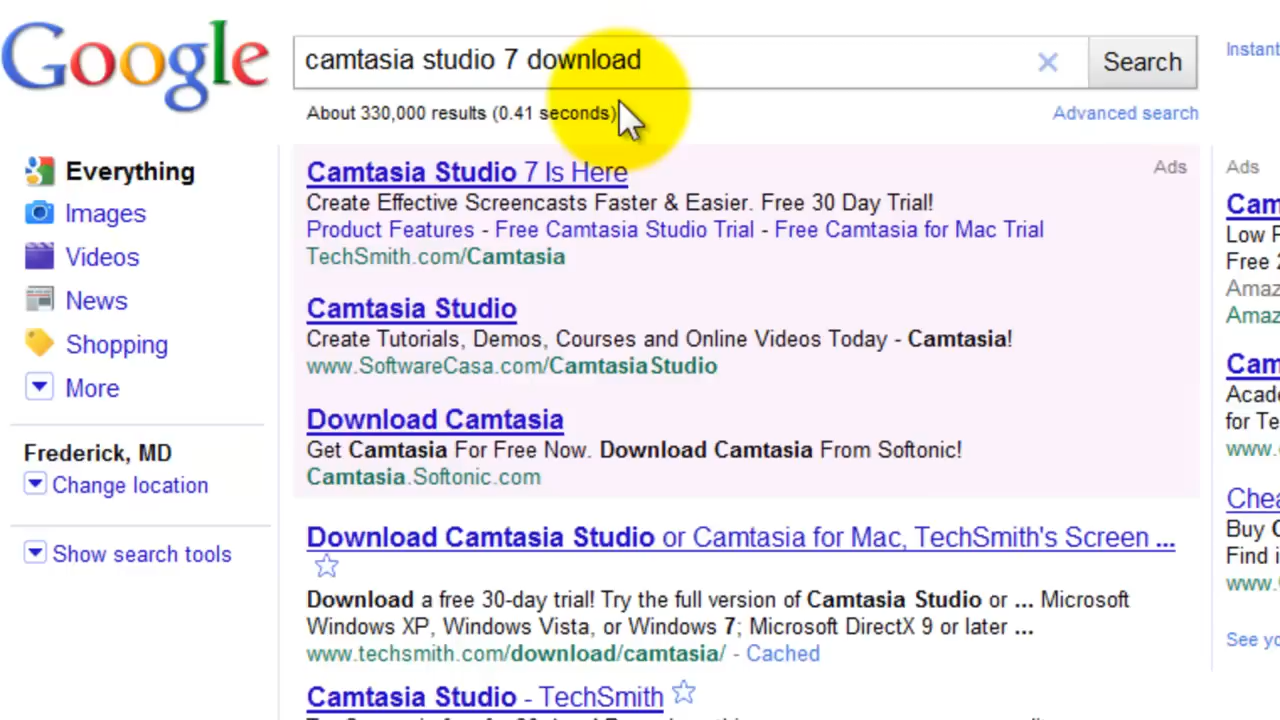 Google
camtasia studio 7 download
Search
Instant
About 330,000 results (0.41 seconds)
Advanced search
Everything
Images
Videos
News
Shopping
More
Frederick, MD
Change location
Show search tools
Ads
Camtasia Studio 7 Is Here
Create Effective Screencasts Faster & Easier. Free 30 Day Trial!
Product Features - Free Camtasia Studio Trial - Free Camtasia for Mac Trial
TechSmith.com/Camtasia
Camtasia Studio
Create Tutorials, Demos, Courses and Online Videos Today - Camtasia!
www.SoftwareCasa.com/CamtasiaStudio
Download Camtasia
Get Camtasia For Free Now. Download Camtasia From Softonic!
Camtasia.Softonic.com
Download Camtasia Studio or Camtasia for Mac, TechSmith's Screen ...
Download a free 30-day trial! Try the full version of Camtasia Studio or ... Microsoft
Windows XP, Windows Vista, or Windows 7; Microsoft DirectX 9 or later ...
www.techsmith.com/download/camtasia/ - Cached
Camtasia Studio - TechSmith
Ads
Cam
Low P
Free 2
Amaz
Amaz
Cam
Acade
for Te
www.
Chea
Buy C
Find i
www.
See yo